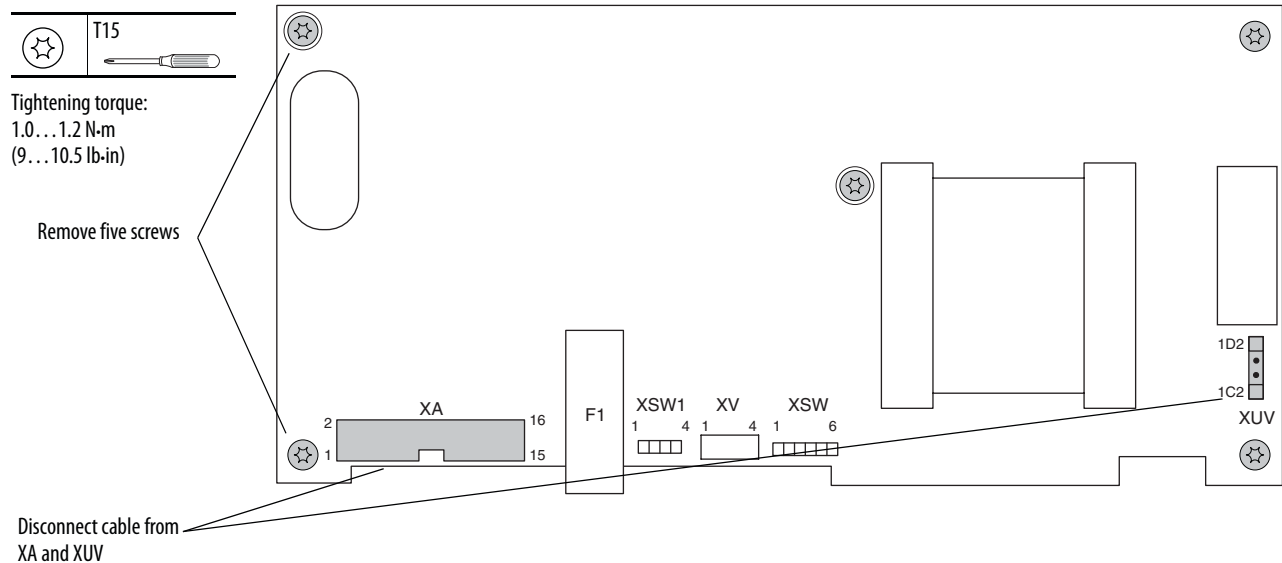 T15
Tightening torque:
1.0...1.2 N•m
(9...10.5 lb•in)
Remove five screws
1D2
1C2
XUV
XA
2
16
1
15
F1
XSW1
1 4
XV
1 4
XSW
1 6
Disconnect cable from
XA and XUV